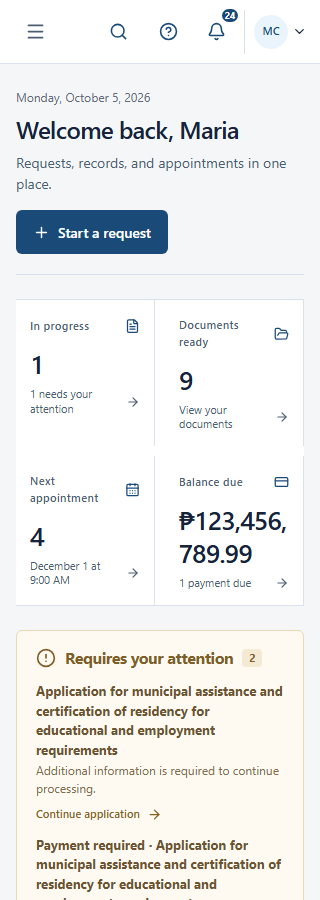 24
MC
Monday, October 5, 2026
Welcome back, Maria
Requests, records, and appointments in one
place.
+ Start a request
In progress
1
1 needs your
attention
Documents
ready
9
View your
documents
Next
appointment
4
December 1 at
9:00 AM
Balance due
₱123,456,
789.99
1 payment due
Requires your attention 2
Application for municipal assistance and
certification of residency for
educational and employment
requirements
Additional information is required to continue
processing.
Continue application
Payment required · Application for
municipal assistance and certification of
residency for educational and